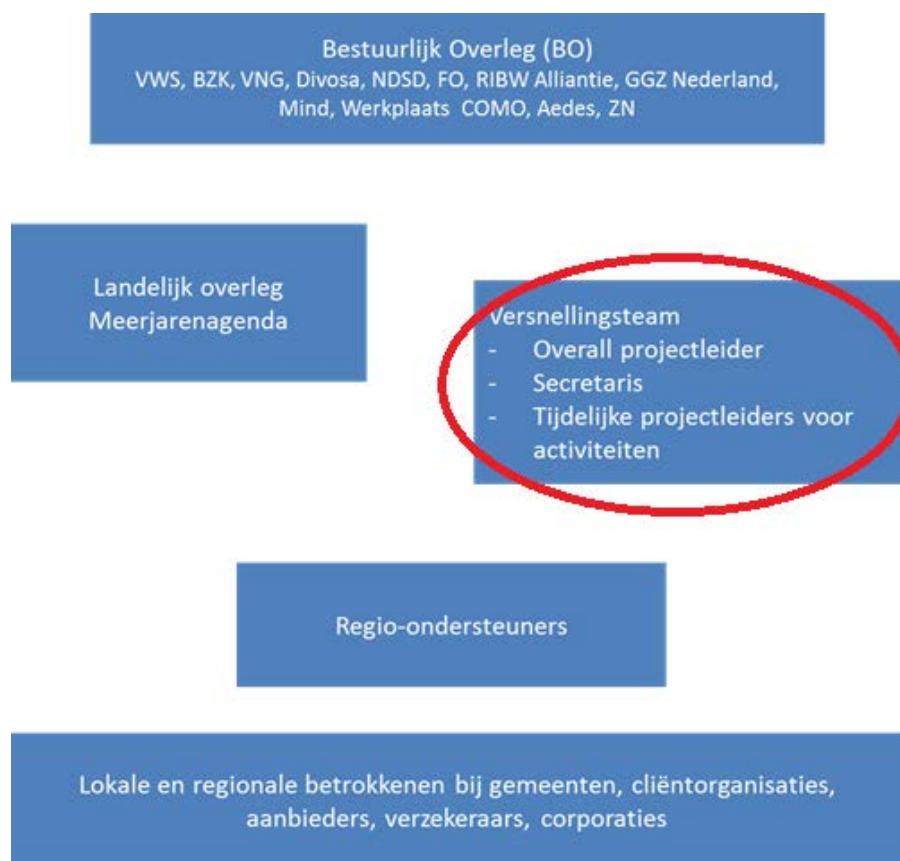 Bestuurlijk Overleg (BO)
VWS, BZK, VNG, Divosa, NDSD, FO, RIBW Alliantie, GGZ Nederland,
Mind, Werkplaats COMO, Aedes, ZN
Landelijk overleg
Meerjarenagenda
Versnellingsteam
- Overall projectleider
- Secretaris
- Tijdelijke projectleiders voor
activiteiten
Regio-ondersteuners
Lokale en regionale betrokkenen bij gemeenten, cliëntorganisaties,
aanbieders, verzekeraars, corporaties